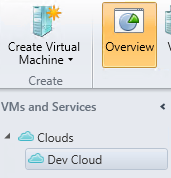 Create Virtual
Machine
Overview
Create
VMs and Services
Clouds
Dev Cloud